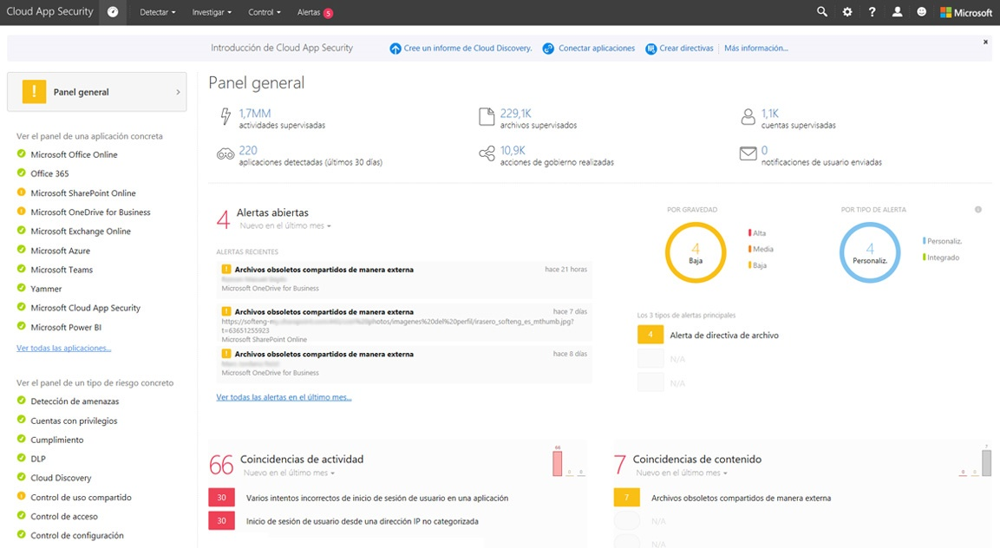 Cloud App Security
Detectar
Investigar
Control
Alertas 5
?
Microsoft
Introducción de Cloud App Security
Cree un informe de Cloud Discovery.
Conectar aplicaciones
Crear directivas
Más información...
Panel general
Ver el panel de una aplicación concreta
Microsoft Office Online
Office 365
Microsoft SharePoint Online
Microsoft OneDrive for Business
Microsoft Exchange Online
Microsoft Azure
Microsoft Teams
Yammer
Microsoft Cloud App Security
Microsoft Power BI
Ver todas las aplicaciones...
Ver el panel de un tipo de riesgo concreto
Detección de amenazas
Cuentas con privilegios
Cumplimiento
DLP
Cloud Discovery
Control de uso compartido
Control de acceso
Control de configuración
Panel general
1,7MM
actividades supervisadas
229,1K
archivos supervisados
1,1K
cuentas supervisadas
220
aplicaciones detectadas (últimos 30 días)
10,9K
acciones de gobierno realizadas
0
notificaciones de usuario enviadas
4 Alertas abiertas
Nuevo en el último mes
ALERTAS RECIENTES
Archivos obsoletos compartidos de manera externa
hace 21 horas
Microsoft OneDrive for Business
Archivos obsoletos compartidos de manera externa
hace 7 días
https://softeng-m photos/imagenes%20del%20perfil/irasero_softeng_es_mthumb.jpg?
t=63651255923
Microsoft SharePoint Online
Archivos obsoletos compartidos de manera externa
hace 8 días
Microsoft OneDrive for Business
Ver todas las alertas en el último mes...
POR GRAVEDAD
4
Baja
Alta
Media
Baja
POR TIPO DE ALERTA
4
Personaliz.
Personaliz.
Integrado
Los 3 tipos de alertas principales
4 Alerta de directiva de archivo
N/A
N/A
66 Coincidencias de actividad
Nuevo en el último mes
66 0 0
30 Varios intentos incorrectos de inicio de sesión de usuario en una aplicación
30 Inicio de sesión de usuario desde una dirección IP no categorizada
7 Coincidencias de contenido
Nuevo en el último mes
0 0 7
7 Archivos obsoletos compartidos de manera externa
N/A
N/A